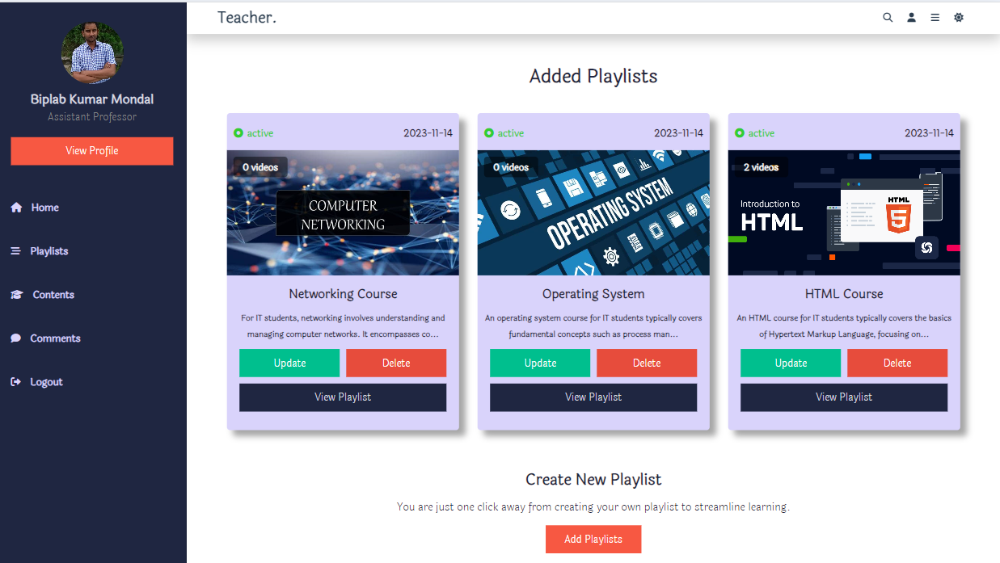 Teacher.
Biplab Kumar Mondal
Assistant Professor
View Profile
Home
Playlists
Contents
Comments
Logout
Added Playlists
active 2023-11-14
0 videos
COMPUTER
NETWORKING
Networking Course
For IT students, networking involves understanding and
managing computer networks. It encompasses co...
Update Delete
View Playlist
active 2023-11-14
0 videos
OPERATING SYSTEM
Operating System
An operating system course for IT students typically covers
fundamental concepts such as process man...
Update Delete
View Playlist
active 2023-11-14
2 videos
Introduction to
HTML
HTML
5
HTML Course
An HTML course for IT students typically covers the basics
of Hypertext Markup Language, focusing on...
Update Delete
View Playlist
Create New Playlist
You are just one click away from creating your own playlist to streamline learning.
Add Playlists